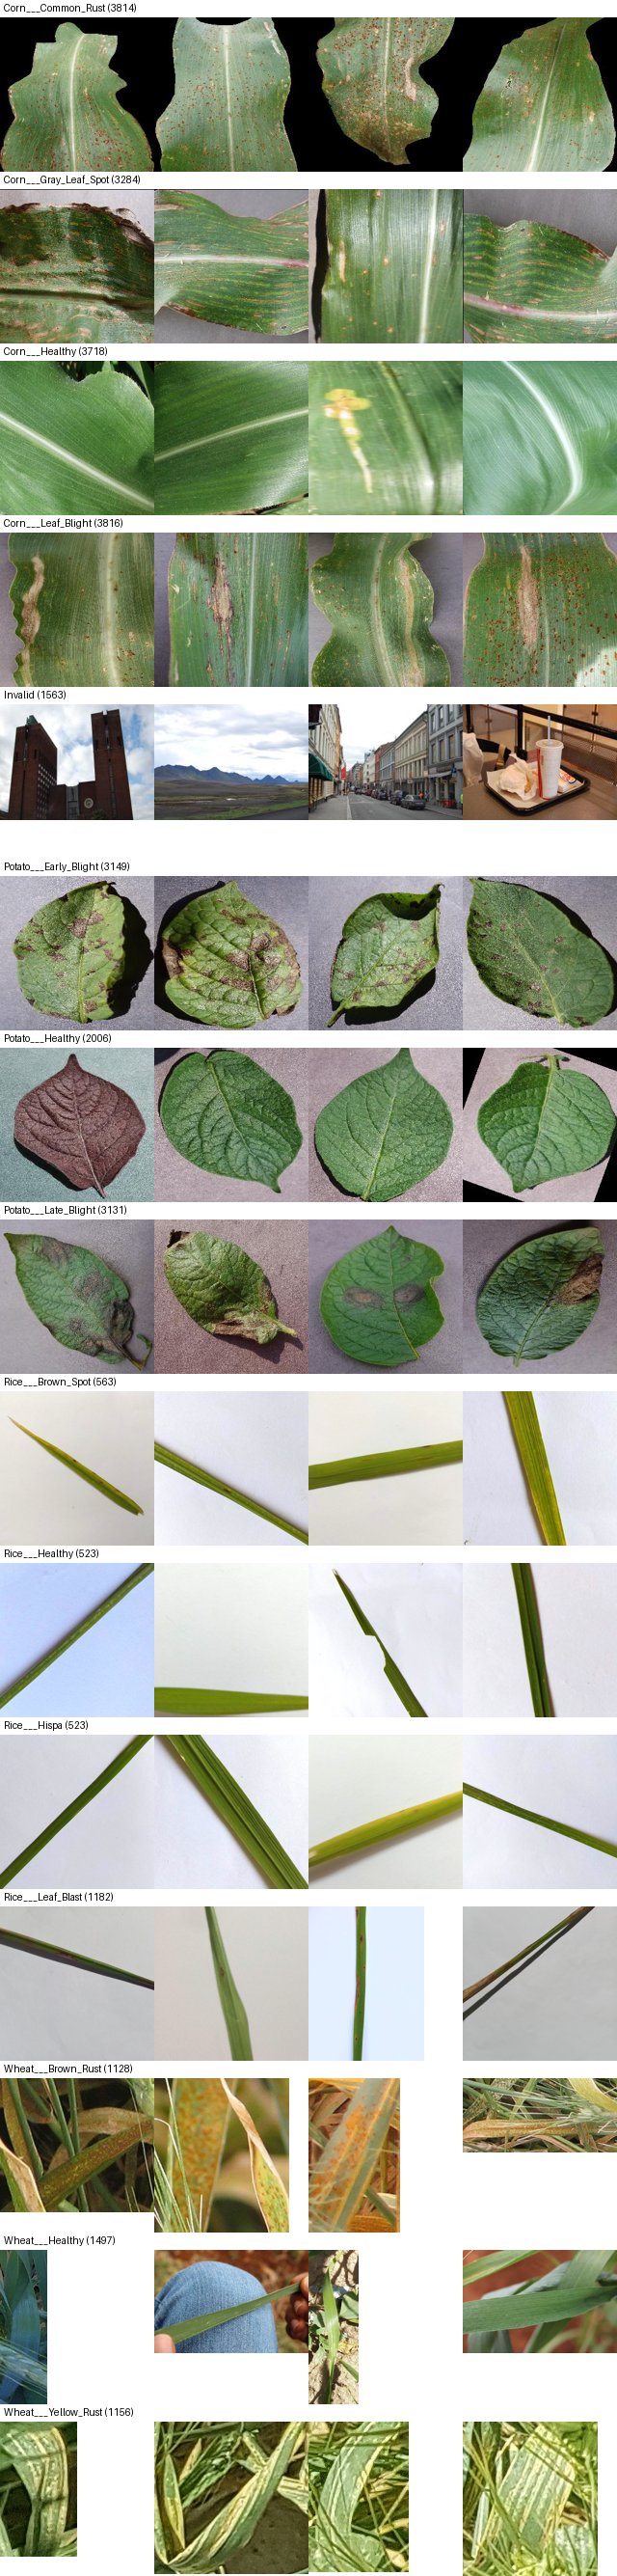 Corn___Common_Rust (3814)
Corn___Gray_Leaf_Spot (3284)
Corn___Healthy (3718)
Corn___Leaf_Blight (3816)
Invalid (1563)
Potato___Early_Blight (3149)
Potato___Healthy (2006)
Potato___Late_Blight (3131)
Rice___Brown_Spot (563)
Rice___Healthy (523)
Rice___Hispa (523)
Rice___Leaf_Blast (1182)
Wheat___Brown_Rust (1128)
Wheat___Healthy (1497)
Wheat___Yellow_Rust (1156)